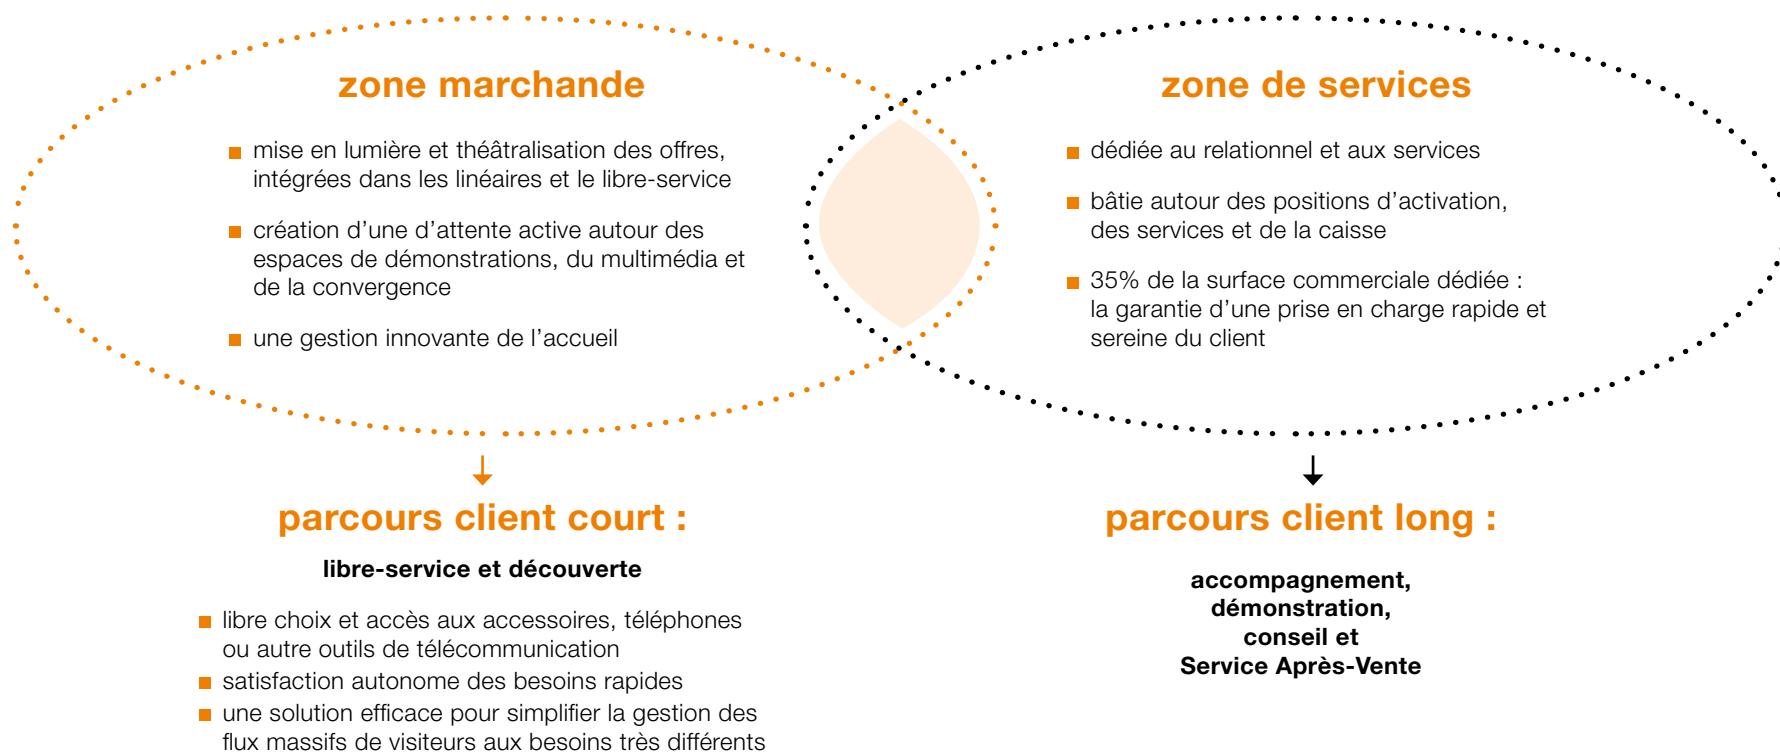 zone marchande
mise en lumière et théâtralisation des offres,
intégrées dans les linéaires et le libre-service
création d’une d’attente active autour des
espaces de démonstrations, du multimédia et
de la convergence
une gestion innovante de l’accueil
zone de services
dédiée au relationnel et aux services
bâtie autour des positions d’activation,
des services et de la caisse
35% de la surface commerciale dédiée :
la garantie d’une prise en charge rapide et
sereine du client
parcours client court :
libre-service et découverte
libre choix et accès aux accessoires, téléphones
ou autre outils de télécommunication
satisfaction autonome des besoins rapides
une solution efficace pour simplifier la gestion des
flux massifs de visiteurs aux besoins très différents
parcours client long :
accompagnement,
démonstration,
conseil et
Service Après-Vente